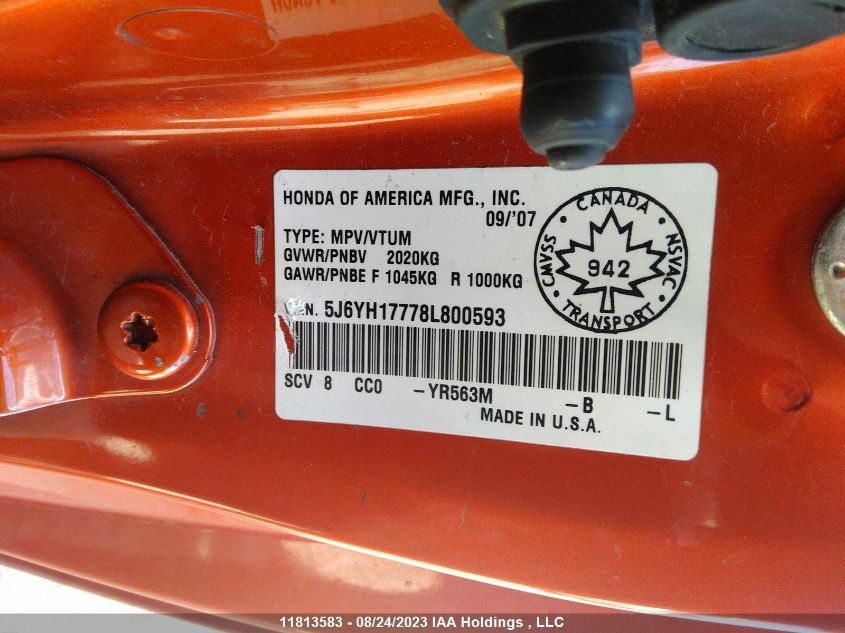 HONDA OF AMERICA MFG., INC.
09/'07
TYPE: MPV/VTUM
GVWR/PNBV 2020KG
GAWR/PNBE F 1045KG R 1000KG
N. 5J6YH17778L800593
SCV 8 CC0 -YR563M -B -L
MADE IN U.S.A.
CANADA
CMVSS NSVAC
942
TRANSPORT
11813583 - 08/24/2023 IAA Holdings , LLC